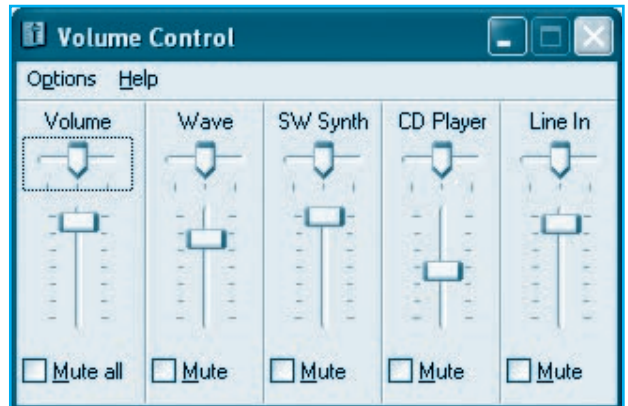 Volume Control
Options Help
Volume Wave SW Synth CD Player Line In
Mute all Mute Mute Mute Mute